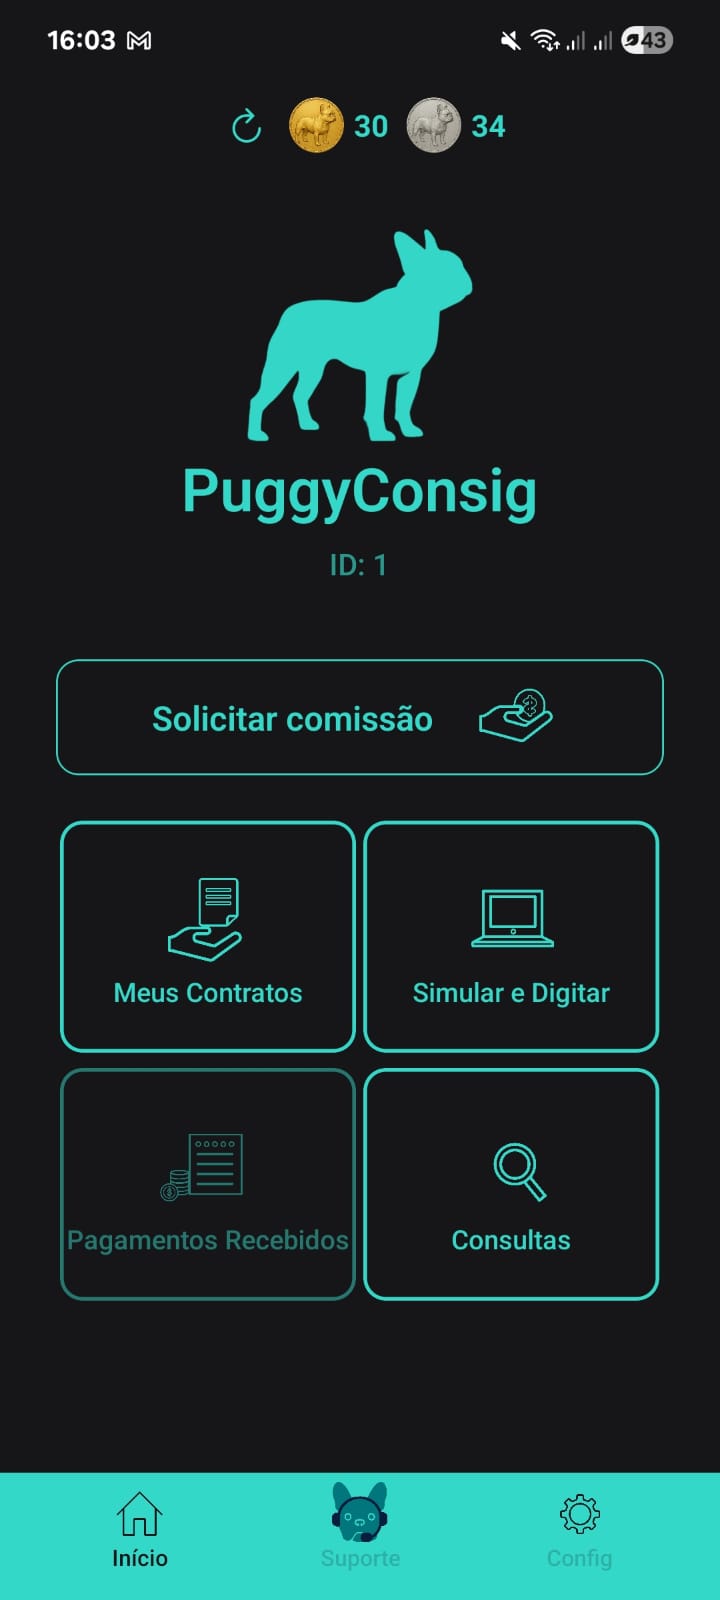 16:03
43
30 34
PuggyConsig
ID: 1
Solicitar comissão
Meus Contratos
Simular e Digitar
Pagamentos Recebidos
Consultas
Início
Suporte
Config